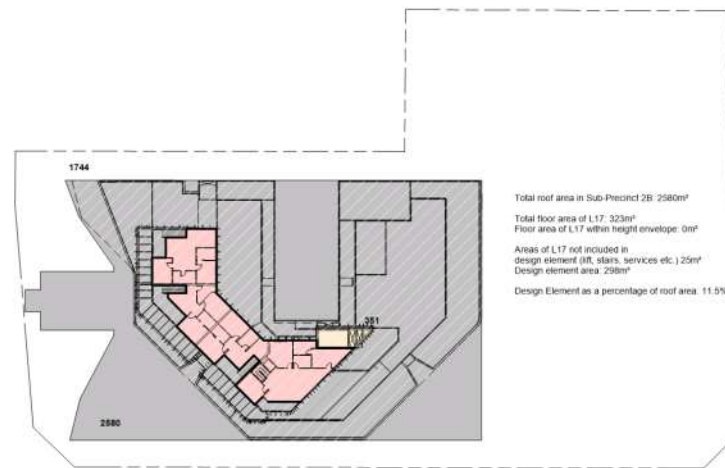 1744
Total roof area in Sub-Precinct 2B: 2580m²
Total floor area of L17: 323m²
Floor area of L17 within height envelope: 0m²
Areas of L17 not included in
design element (lift, stairs, services etc.) 25m²
Design element area: 298m²
Design Element as a percentage of roof area: 11.5%
351
2580